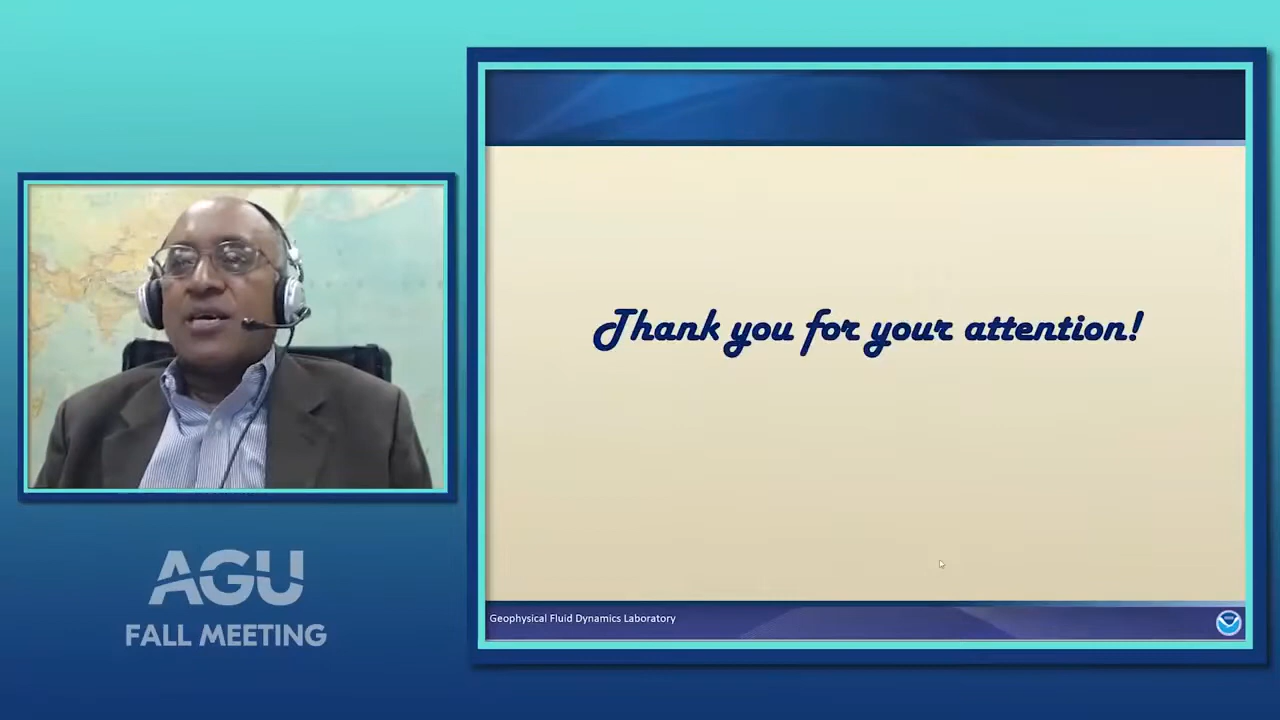 Thank you for your attention!
AGU
FALL MEETING
Geophysical Fluid Dynamics Laboratory